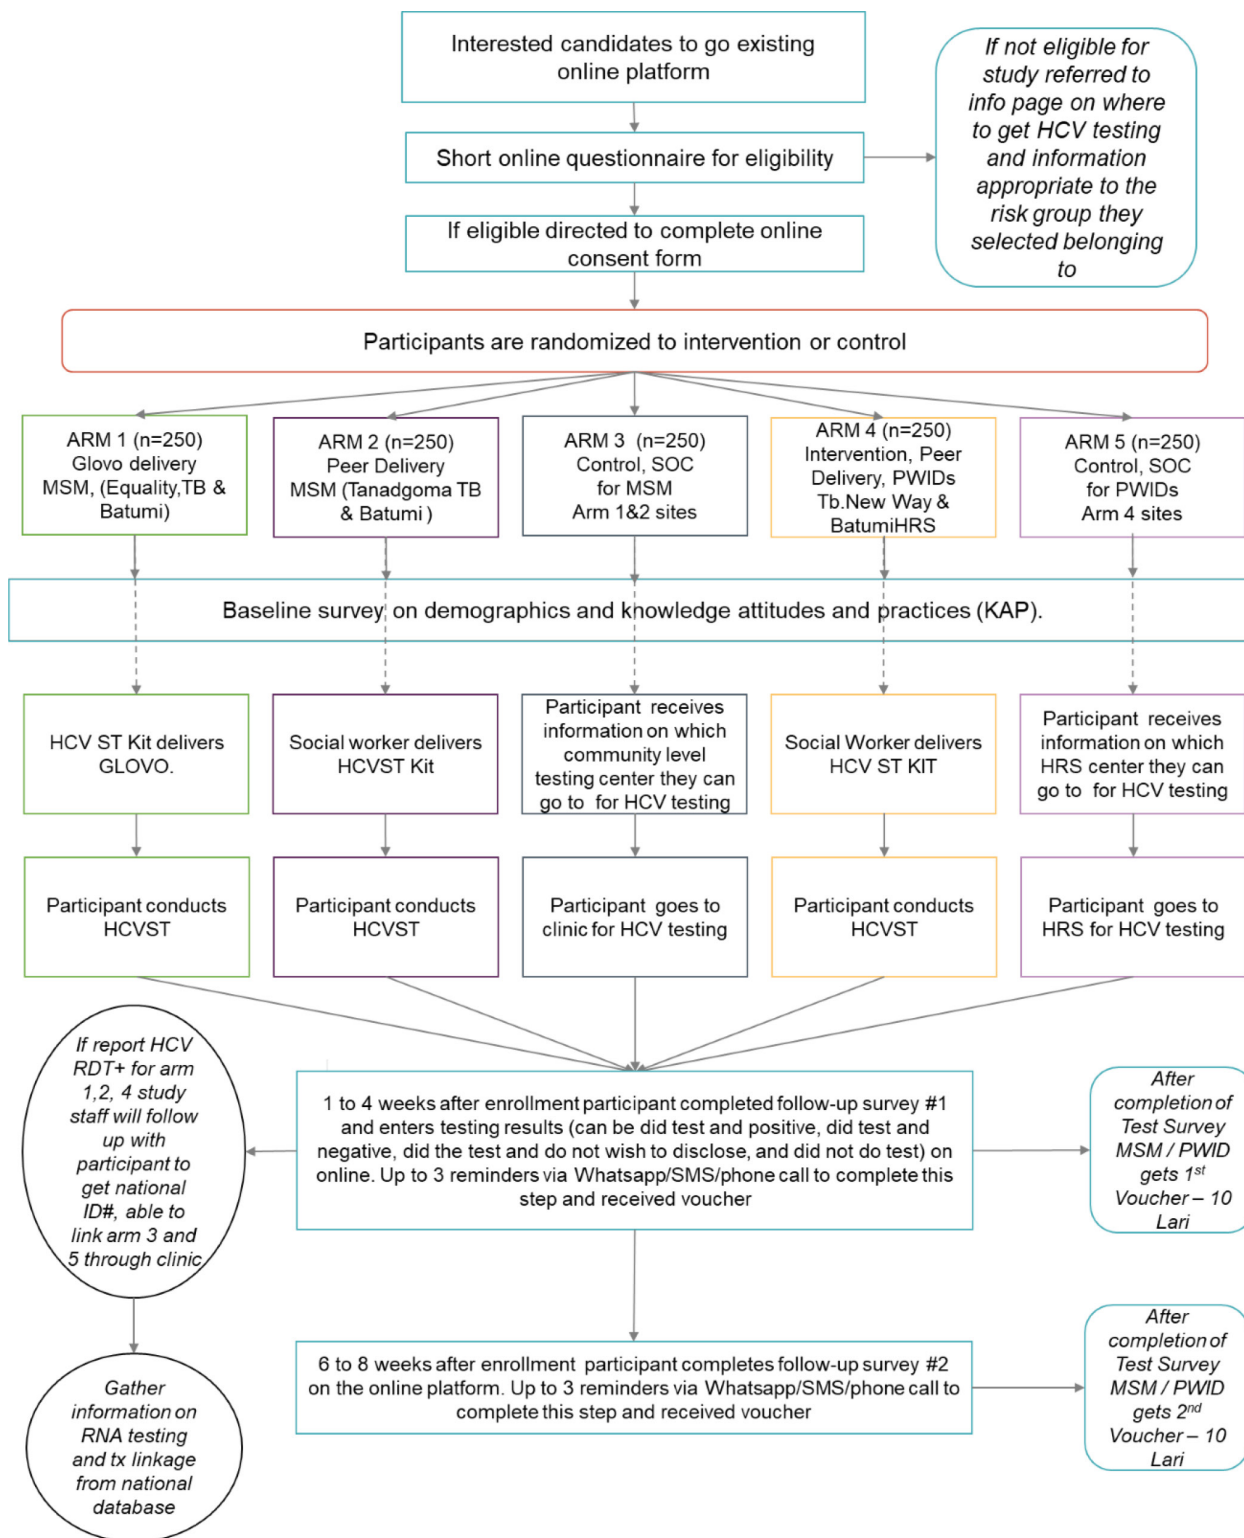 Interested candidates to go existing
online platform
If not eligible for
study referred to
info page on where
to get HCV testing
and information
appropriate to the
risk group they
selected belonging
to
Short online questionnaire for eligibility
If eligible directed to complete online
consent form
Participants are randomized to intervention or control
ARM 1 (n=250)
Glovo delivery
MSM, (Equality,TB &
Batumi)
ARM 2 (n=250)
Peer Delivery
MSM (Tanadgoma TB
& Batumi )
ARM 3 (n=250)
Control, SOC
for MSM
Arm 1&2 sites
ARM 4 (n=250)
Intervention, Peer
Delivery, PWIDs
Tb.New Way &
BatumiHRS
ARM 5 (n=250)
Control, SOC
for PWIDs
Arm 4 sites
Baseline survey on demographics and knowledge attitudes and practices (KAP).
HCV ST Kit delivers
GLOVO.
Social worker delivers
HCVST Kit
Participant receives
information on which
community level
testing center they can
go to for HCV testing
Social Worker delivers
HCV ST KIT
Participant receives
information on which
HRS center they can
go to for HCV testing
Participant conducts
HCVST
Participant conducts
HCVST
Participant goes to
clinic for HCV testing
Participant conducts
HCVST
Participant goes to
HRS for HCV testing
If report HCV
RDT+ for arm
1,2, 4 study
staff will follow
up with
participant to
get national
ID#, able to
link arm 3 and
5 through clinic
1 to 4 weeks after enrollment participant completed follow-up survey #1
and enters testing results (can be did test and positive, did test and
negative, did the test and do not wish to disclose, and did not do test) on
online. Up to 3 reminders via Whatsapp/SMS/phone call to complete this
step and received voucher
After
completion of
Test Survey
MSM / PWID
gets 1st
Voucher – 10
Lari
6 to 8 weeks after enrollment participant completes follow-up survey #2
on the online platform. Up to 3 reminders via Whatsapp/SMS/phone call to
complete this step and received voucher
After
completion of
Test Survey
MSM / PWID
gets 2nd
Voucher – 10
Lari
Gather
information on
RNA testing
and tx linkage
from national
database